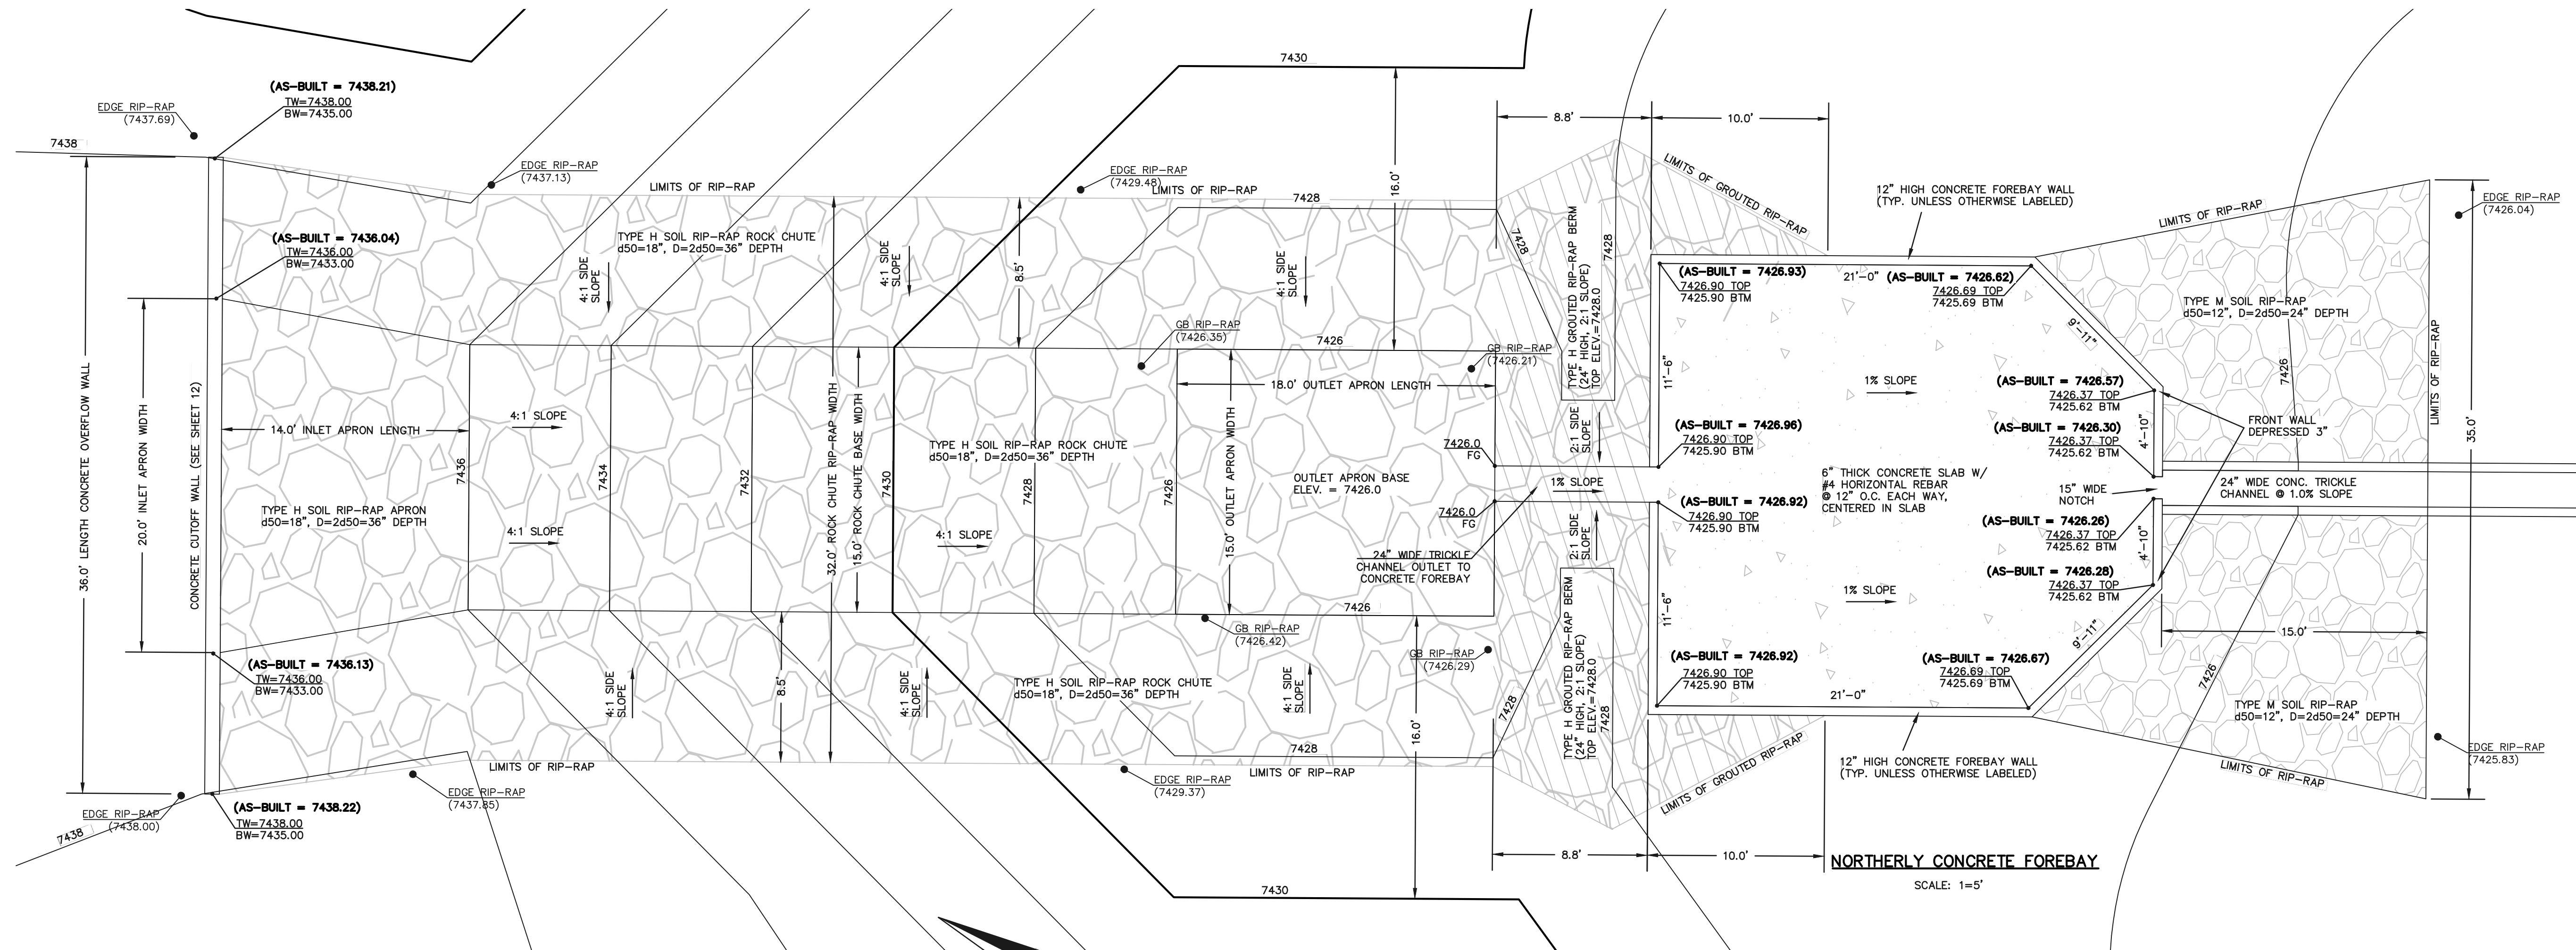 7430
(AS-BUILT = 7438.21)
TW=7438.00
BW=7435.00
EDGE RIP-RAP
(7437.69)
7438
EDGE RIP-RAP
(7437.13)
LIMITS OF RIP-RAP
EDGE RIP-RAP
(7429.48)
LIMITS OF RIP-RAP
7428
16.0'
8.8'
10.0'
LIMITS OF GROUTED RIP-RAP
12" HIGH CONCRETE FOREBAY WALL
(TYP. UNLESS OTHERWISE LABELED)
LIMITS OF RIP-RAP
EDGE RIP-RAP
(7426.04)
(AS-BUILT = 7436.04)
TW=7436.00
BW=7433.00
TYPE H SOIL RIP-RAP ROCK CHUTE
d50=18", D=2d50=36" DEPTH
4:1 SIDE
SLOPE
4:1 SIDE
SLOPE
8.5'
4:1 SIDE
SLOPE
7428
TYPE H GROUTED RIP-RAP BERM
(24" HIGH, 2:1 SLOPE)
TOP ELEV.=7428.0
7428
(AS-BUILT = 7426.93)
7426.90 TOP
7425.90 BTM
21'-0"
(AS-BUILT = 7426.62)
7426.69 TOP
7425.69 BTM
9'-11"
TYPE M SOIL RIP-RAP
d50=12", D=2d50=24" DEPTH
7426
LIMITS OF RIP-RAP
35.0'
GB RIP-RAP
(7426.35)
7426
GB RIP-RAP
(7426.21)
18.0' OUTLET APRON LENGTH
11'-6"
1% SLOPE
(AS-BUILT = 7426.57)
7426.37 TOP
7425.62 BTM
(AS-BUILT = 7426.30)
7426.37 TOP
7425.62 BTM
4'-10"
FRONT WALL
DEPRESSED 3"
36.0' LENGTH CONCRETE OVERFLOW WALL
20.0' INLET APRON WIDTH
CONCRETE CUTOFF WALL (SEE SHEET 12)
14.0' INLET APRON LENGTH
4:1 SLOPE
7436
7434
7432
32.0' ROCK CHUTE RIP-RAP WIDTH
15.0' ROCK CHUTE BASE WIDTH
7430
TYPE H SOIL RIP-RAP ROCK CHUTE
d50=18", D=2d50=36" DEPTH
7428
7426
15.0' OUTLET APRON WIDTH
7426.0
FG
2:1 SIDE
SLOPE
(AS-BUILT = 7426.96)
7426.90 TOP
7425.90 BTM
OUTLET APRON BASE
ELEV. = 7426.0
1% SLOPE
6" THICK CONCRETE SLAB W/
#4 HORIZONTAL REBAR
@ 12" O.C. EACH WAY,
CENTERED IN SLAB
15" WIDE
NOTCH
24" WIDE CONC. TRICKLE
CHANNEL @ 1.0% SLOPE
TYPE H SOIL RIP-RAP APRON
d50=18", D=2d50=36" DEPTH
4:1 SLOPE
4:1 SLOPE
7426.0
FG
(AS-BUILT = 7426.92)
7426.90 TOP
7425.90 BTM
24" WIDE TRICKLE
CHANNEL OUTLET TO
CONCRETE FOREBAY
2:1 SIDE
SLOPE
(AS-BUILT = 7426.26)
7426.37 TOP
7425.62 BTM
4'-10"
(AS-BUILT = 7426.28)
7426.37 TOP
7425.62 BTM
1% SLOPE
11'-6"
7426
GB RIP-RAP
(7426.42)
GB RIP-RAP
(7426.29)
9'-11"
15.0'
(AS-BUILT = 7436.13)
TW=7436.00
BW=7433.00
4:1 SIDE
SLOPE
8.5'
4:1 SIDE
SLOPE
TYPE H SOIL RIP-RAP ROCK CHUTE
d50=18", D=2d50=36" DEPTH
4:1 SIDE
SLOPE
16.0'
7428
TYPE H GROUTED RIP-RAP BERM
(24" HIGH, 2:1 SLOPE)
TOP ELEV.=7428.0
7428
(AS-BUILT = 7426.92)
7426.90 TOP
7425.90 BTM
21'-0"
(AS-BUILT = 7426.67)
7426.69 TOP
7425.69 BTM
7426
TYPE M SOIL RIP-RAP
d50=12", D=2d50=24" DEPTH
EDGE RIP-RAP
(7425.83)
LIMITS OF RIP-RAP
7428
LIMITS OF RIP-RAP
LIMITS OF RIP-RAP
EDGE RIP-RAP
(7429.37)
EDGE RIP-RAP
(7437.85)
LIMITS OF GROUTED RIP-RAP
12" HIGH CONCRETE FOREBAY WALL
(TYP. UNLESS OTHERWISE LABELED)
EDGE RIP-RAP
(7438.00)
7438
(AS-BUILT = 7438.22)
TW=7438.00
BW=7435.00
8.8'
10.0'
7430
NORTHERLY CONCRETE FOREBAY
SCALE: 1=5'